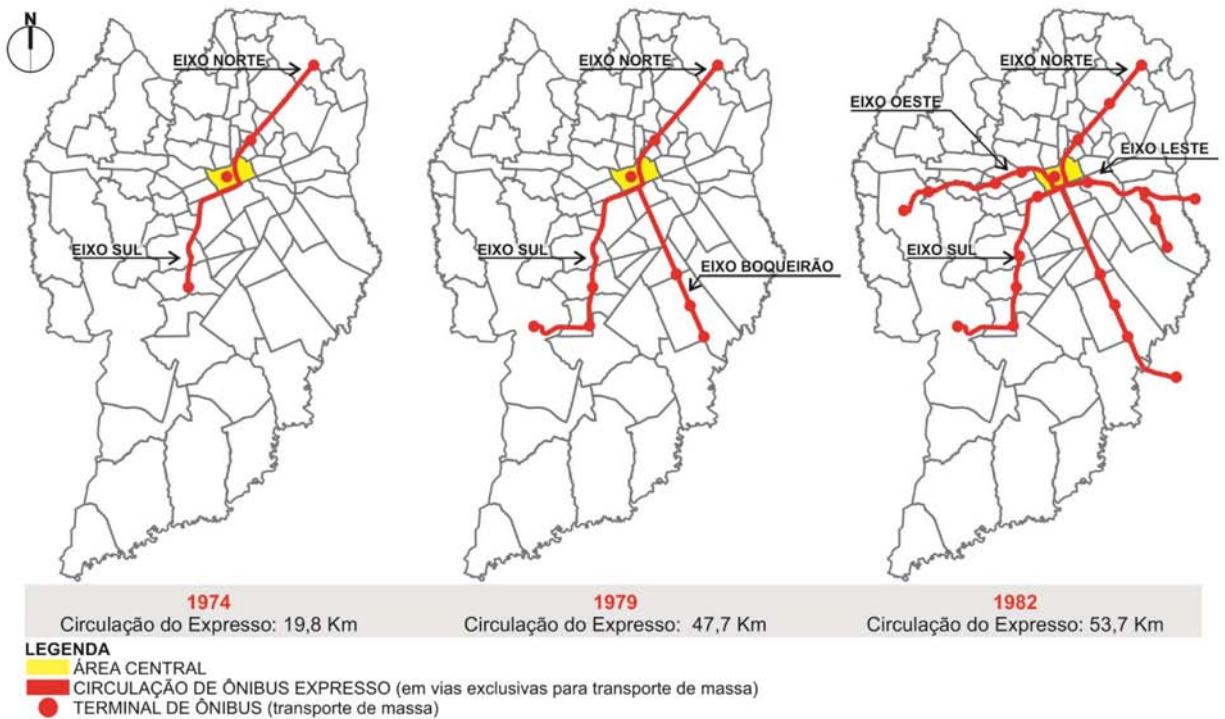 N
EIXO NORTE
EIXO SUL
EIXO NORTE
EIXO SUL
EIXO BOQUEIRÃO
EIXO NORTE
EIXO OESTE
EIXO LESTE
EIXO SUL
1974
Circulação do Expresso: 19,8 Km
1979
Circulação do Expresso: 47,7 Km
1982
Circulação do Expresso: 53,7 Km
LEGENDA
ÁREA CENTRAL
CIRCULAÇÃO DE ÔNIBUS EXPRESSO (em vias exclusivas para transporte de massa)
TERMINAL DE ÔNIBUS (transporte de massa)